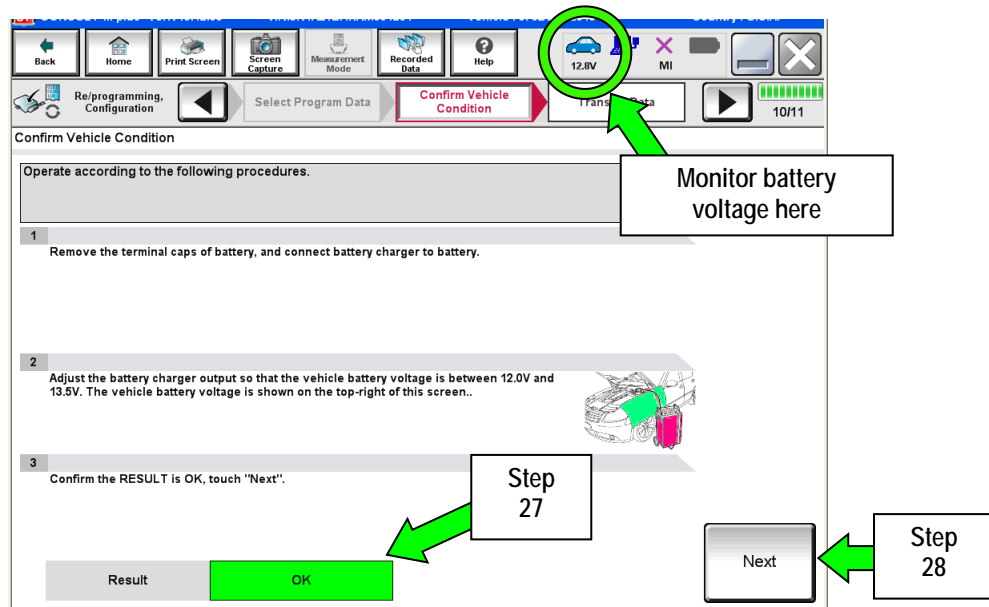 Back
Home
Print Screen
Screen
Capture
Measurement
Mode
Recorded
Data
Help
12.8V
MI
Re/programming,
Configuration
Select Program Data
Confirm Vehicle
Condition
10/11
Confirm Vehicle Condition
Operate according to the following procedures.
Monitor battery
voltage here
1
Remove the terminal caps of battery, and connect battery charger to battery.
2
Adjust the battery charger output so that the vehicle battery voltage is between 12.0V and
13.5V. The vehicle battery voltage is shown on the top-right of this screen..
3
Confirm the RESULT is OK, touch "Next".
Step
27
Result
OK
Next
Step
28